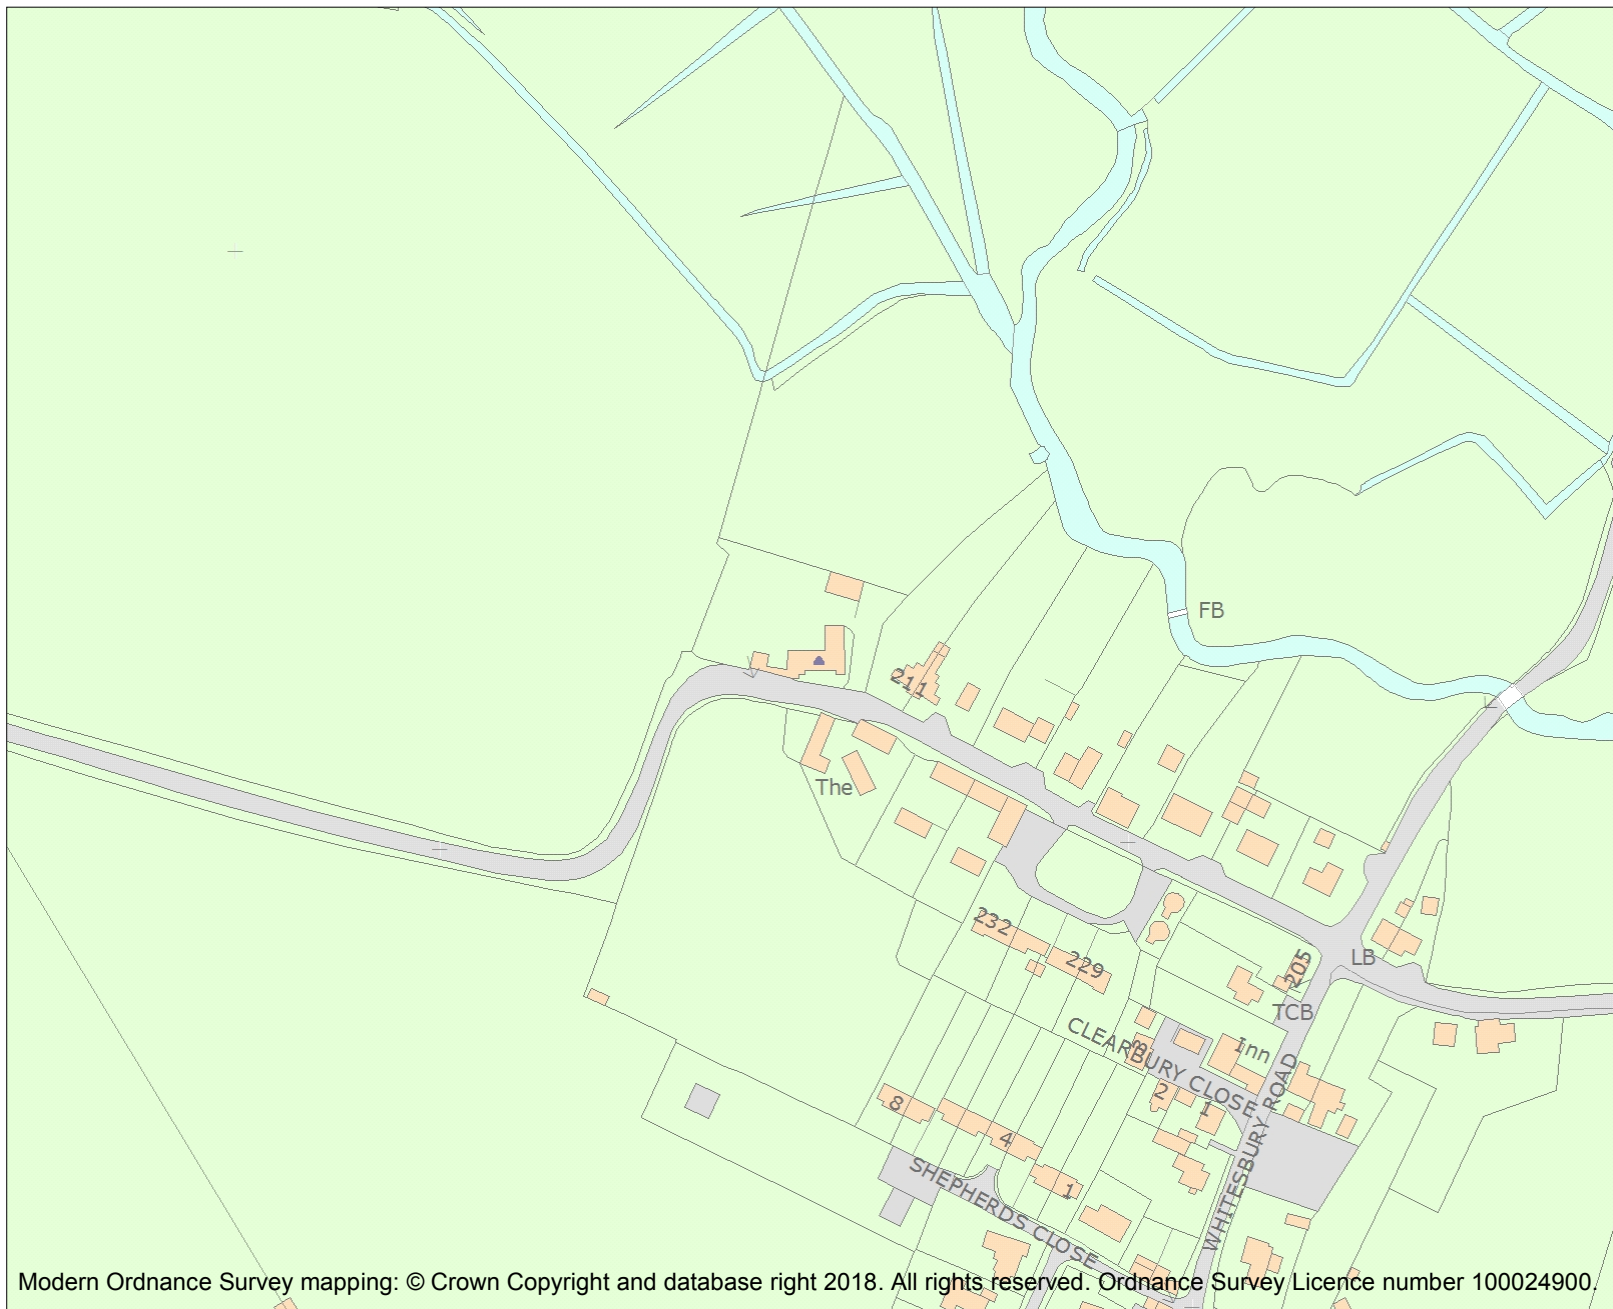 FB
211
The
232
229
LB
205
TCB
Inn
CLEARBURY CLOSE
3
2
1
8
4
1
SHEPHERDS CLOSE
WHITESBURY ROAD
Modern Ordnance Survey mapping: © Crown Copyright and database right 2018. All rights reserved. Ordnance Survey Licence number 100024900.